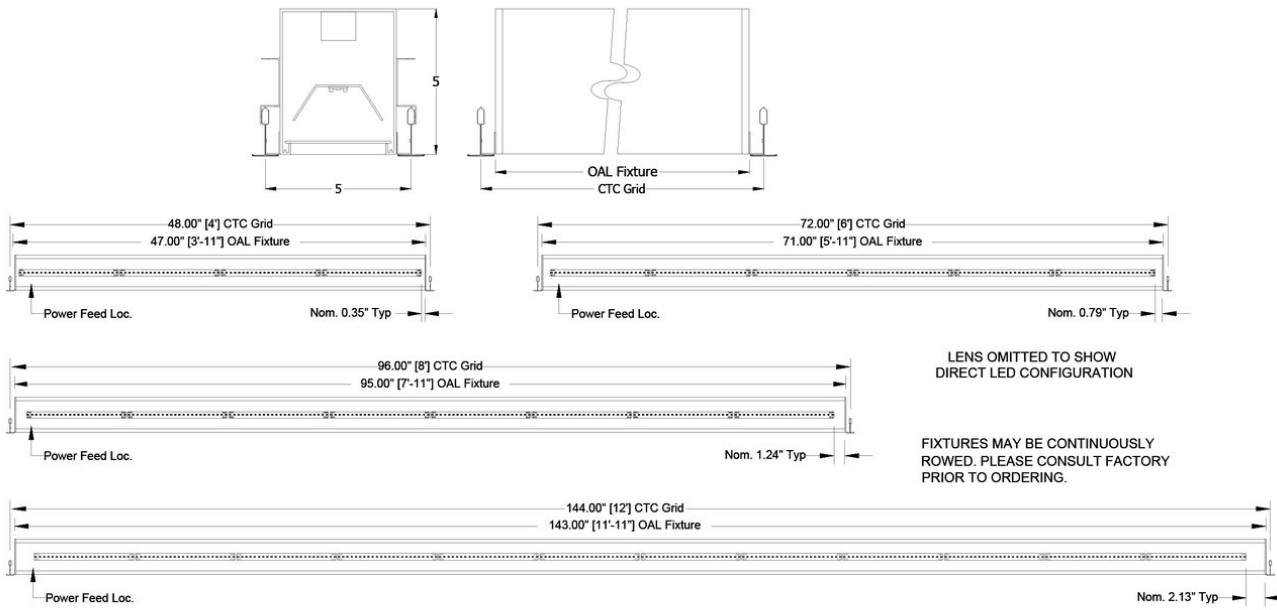 5
5
OAL Fixture
CTC Grid
48.00" [4'] CTC Grid
47.00" [3'-11"] OAL Fixture
Power Feed Loc.
Nom. 0.35" Typ
72.00" [6'] CTC Grid
71.00" [5'-11"] OAL Fixture
Power Feed Loc.
Nom. 0.79" Typ
96.00" [8'] CTC Grid
95.00" [7'-11"] OAL Fixture
Power Feed Loc.
Nom. 1.24" Typ
LENS OMITTED TO SHOW
DIRECT LED CONFIGURATION
FIXTURES MAY BE CONTINUOUSLY
ROWED. PLEASE CONSULT FACTORY
PRIOR TO ORDERING.
144.00" [12'] CTC Grid
143.00" [11'-11"] OAL Fixture
Power Feed Loc.
Nom. 2.13" Typ